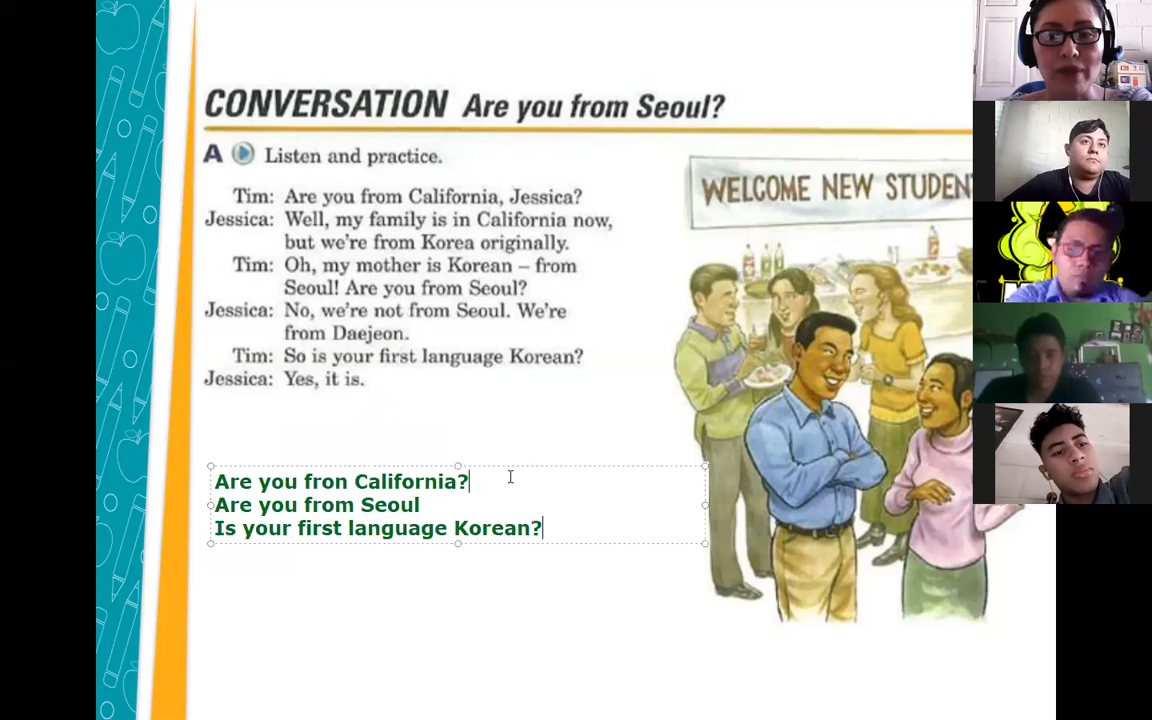 CONVERSATION Are you from Seoul?
A Listen and practice.
Tim: Are you from California, Jessica?
Jessica: Well, my family is in California now,
but we're from Korea originally.
Tim: Oh, my mother is Korean – from
Seoul! Are you from Seoul?
Jessica: No, we're not from Seoul. We're
from Daejeon.
Tim: So is your first language Korean?
Jessica: Yes, it is.
WELCOME NEW STUDEN
Are you fron California?
Are you from Seoul
Is your first language Korean?